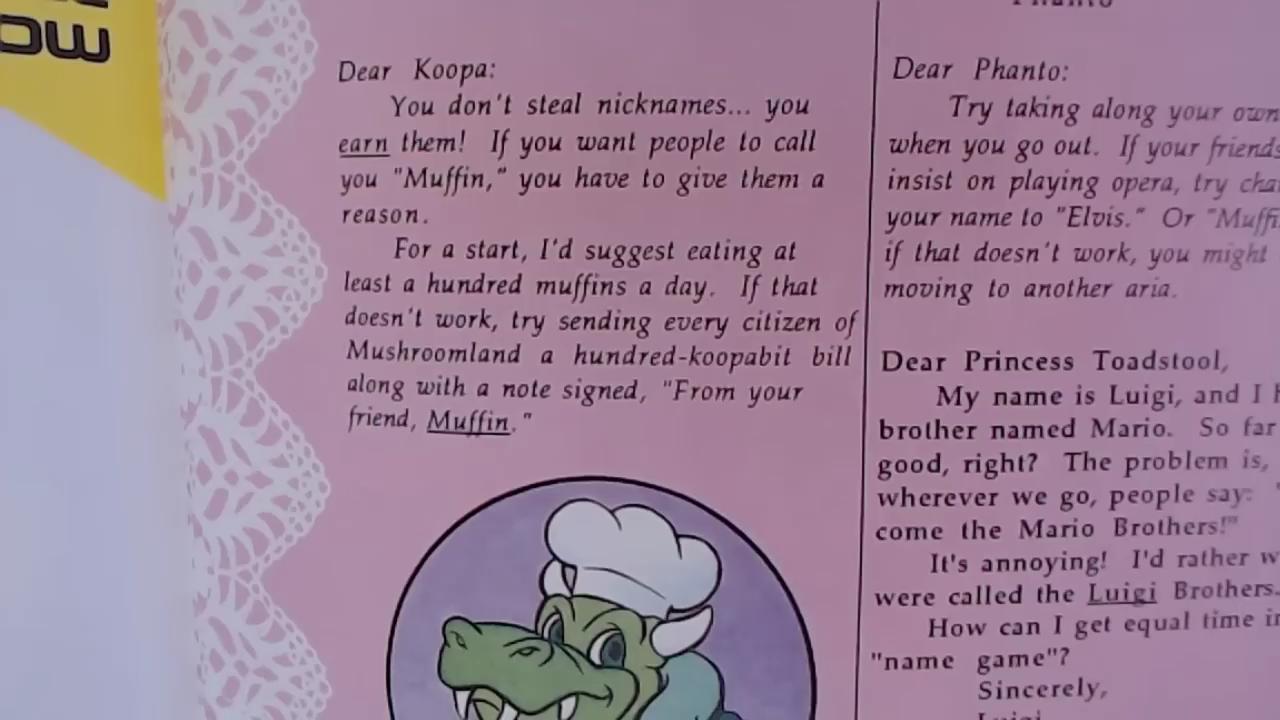 Dear Koopa:
You don't steal nicknames... you
earn them! If you want people to call
you "Muffin," you have to give them a
reason.
For a start, I'd suggest eating at
least a hundred muffins a day. If that
doesn't work, try sending every citizen of
Mushroomland a hundred-koopabit bill
along with a note signed, "From your
friend, Muffin."
Phanto
Dear Phanto:
Try taking along your own
when you go out. If your friends
insist on playing opera, try
your name to "Elvis." Or
if that doesn't work, you might
moving to another aria.
Dear Princess Toadstool,
My name is Luigi, and I
brother named Mario. So far
good, right? The problem is,
wherever we go, people say:
come the Mario Brothers!"
It's annoying! I'd rather
were called the Luigi Brothers.
How can I get equal time
"name game"?
Sincerely,
Luigi